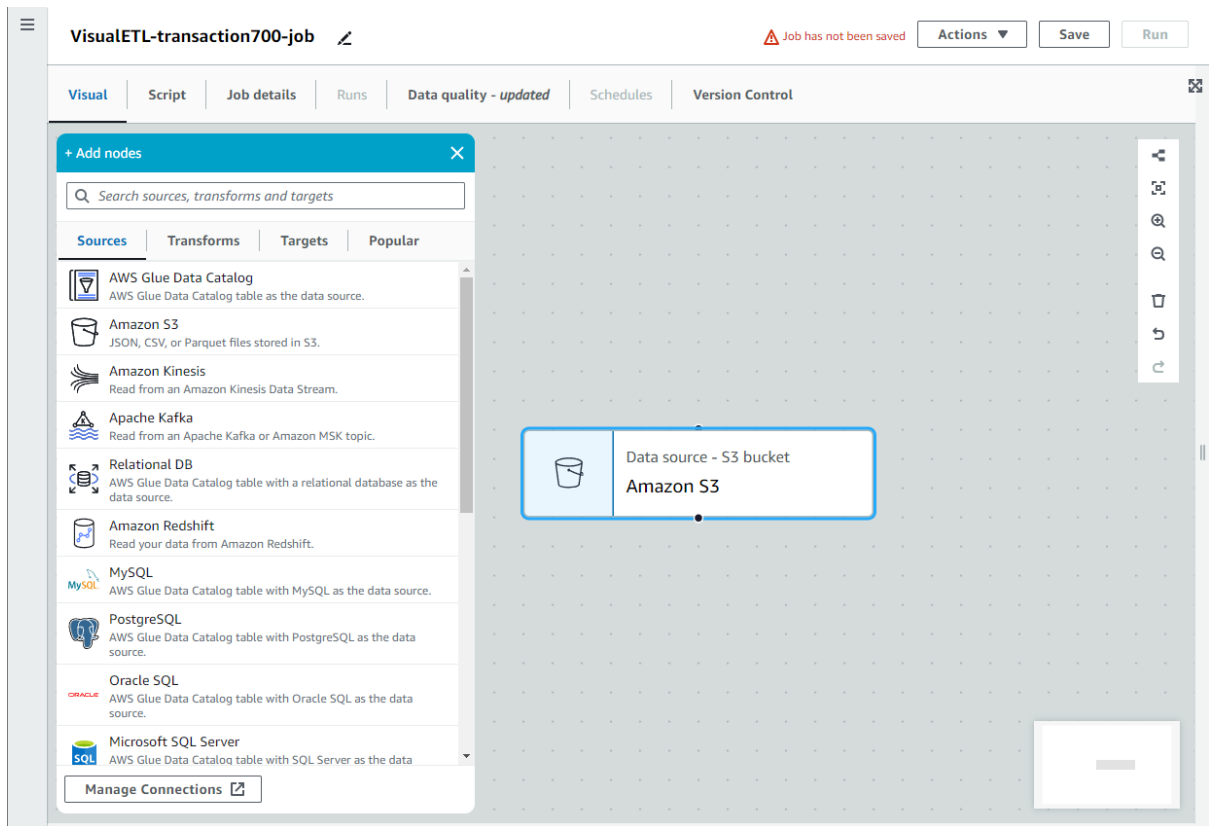 VisualETL-transaction700-job
Job has not been saved
Actions
Save
Run
Visual
Script
Job details
Runs
Data quality - updated
Schedules
Version Control
+ Add nodes
Search sources, transforms and targets
Sources
Transforms
Targets
Popular
AWS Glue Data Catalog
AWS Glue Data Catalog table as the data source.
Amazon S3
JSON, CSV, or Parquet files stored in S3.
Amazon Kinesis
Read from an Amazon Kinesis Data Stream.
Apache Kafka
Read from an Apache Kafka or Amazon MSK topic.
Relational DB
AWS Glue Data Catalog table with a relational database as the
data source.
Amazon Redshift
Read your data from Amazon Redshift.
MySQL
MySQL
AWS Glue Data Catalog table with MySQL as the data source.
PostgreSQL
AWS Glue Data Catalog table with PostgreSQL as the data
source.
Oracle SQL
ORACLE
AWS Glue Data Catalog table with Oracle SQL as the data
source.
Microsoft SQL Server
SQL
AWS Glue Data Catalog table with SQL Server as the data
Manage Connections
Data source - S3 bucket
Amazon S3